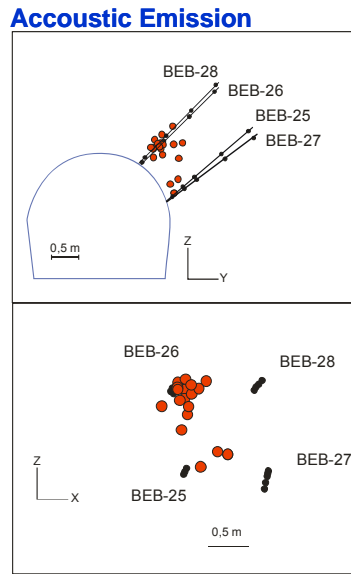 Accoustic Emission
BEB-28
BEB-26
BEB-25
BEB-27
0,5 m
Z
Y
BEB-26
BEB-28
BEB-27
Z
X
BEB-25
0,5 m